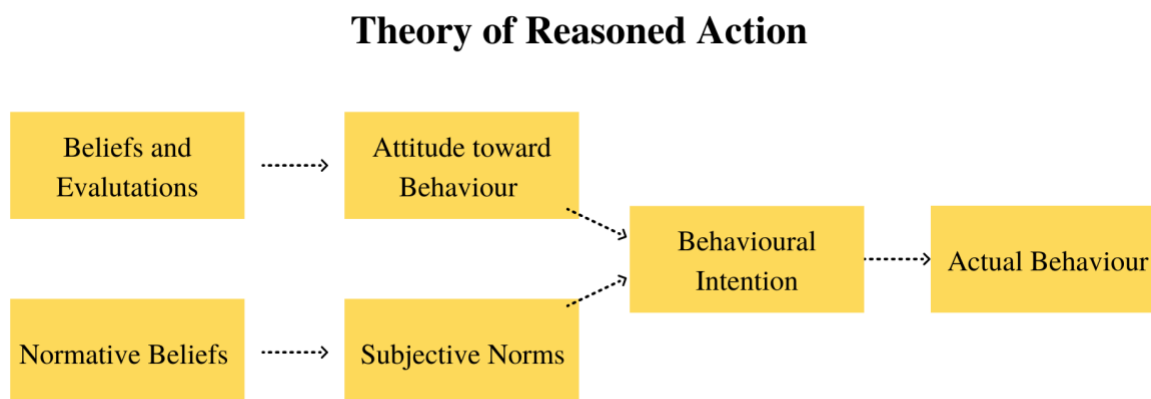 Theory of Reasoned Action
Beliefs and
Evalutations
Attitude toward
Behaviour
Normative Beliefs
Subjective Norms
Behavioural
Intention
Actual Behaviour